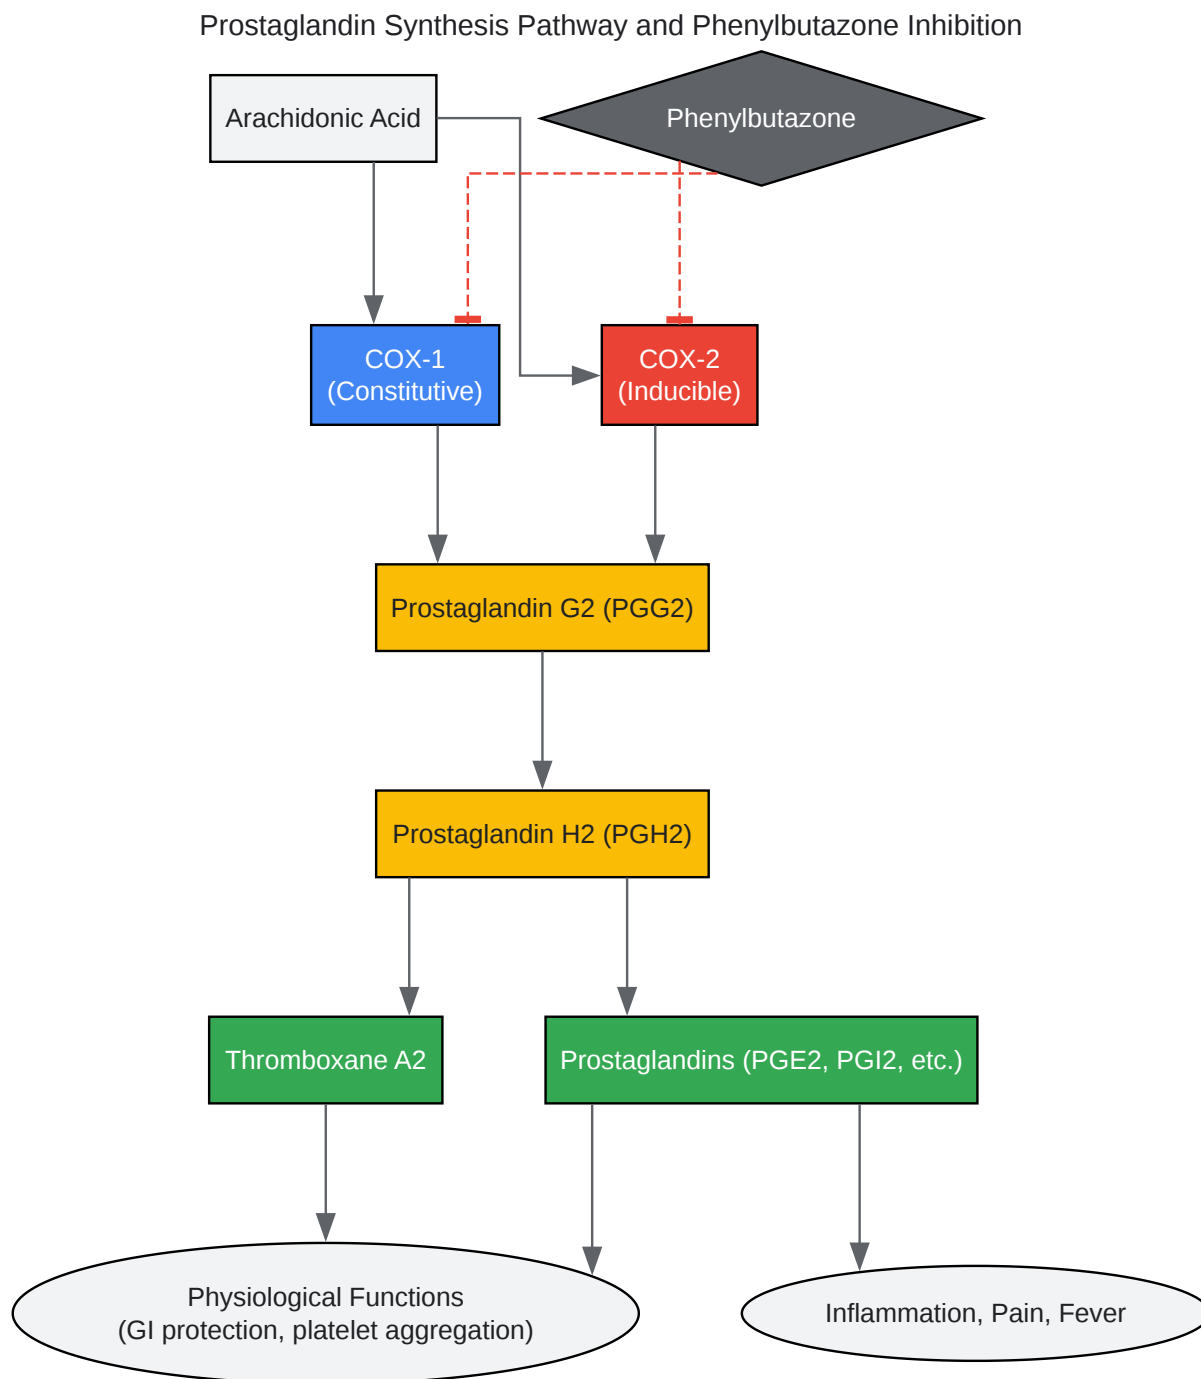 Prostaglandin Synthesis Pathway and Phenylbutazone Inhibition
Arachidonic Acid
Phenylbutazone
COX-1
(Constitutive)
COX-2
(Inducible)
Prostaglandin G2 (PGG2)
Prostaglandin H2 (PGH2)
Thromboxane A2
Prostaglandins (PGE2, PGI2, etc.)
Physiological Functions
(GI protection, platelet aggregation)
Inflammation, Pain, Fever